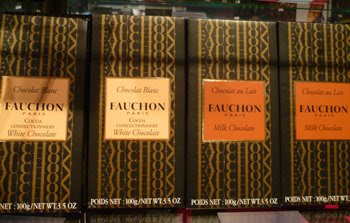 Chocolat Blanc
FAUCHON
PARIS
COCOA
CONFECTIONNERY
White Chocolate
POIDS NET : 100g/NET WT. 3.5 OZ
Chocolat Blanc
FAUCHON
PARIS
COCOA
CONFECTIONNERY
White Chocolate
POIDS NET : 100g/NET WT. 3.5 OZ
Chocolat au Lait
FAUCHON
PARIS
Milk Chocolate
POIDS NET : 100g/NET WT. 3.5 OZ
Chocolat au Lait
FAUCHON
PARIS
Milk Chocolate
POIDS NET : 100g/NET WT. 3.5